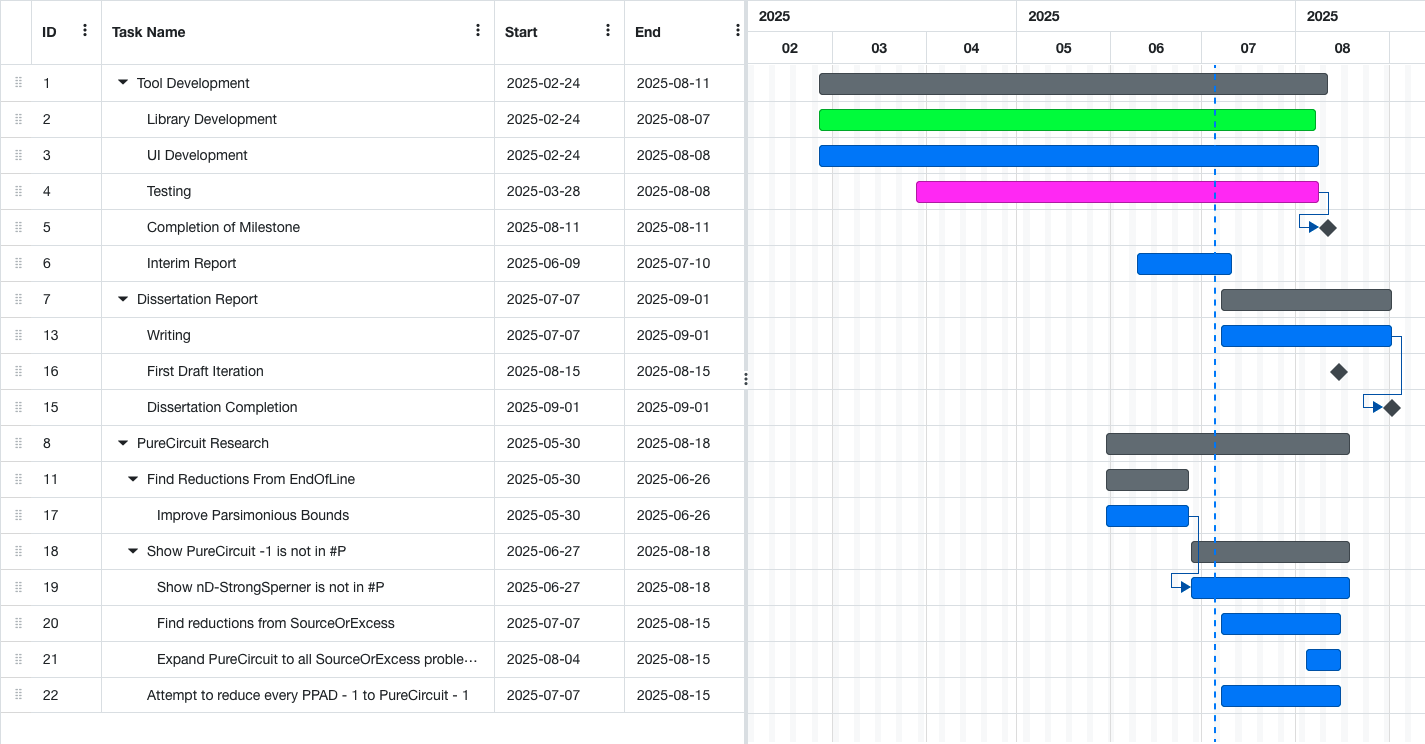 ID Task Name Start End 2025 2025 2025
02 03 04 05 06 07 08
1 Tool Development 2025-02-24 2025-08-11
2 Library Development 2025-02-24 2025-08-07
3 UI Development 2025-02-24 2025-08-08
4 Testing 2025-03-28 2025-08-08
5 Completion of Milestone 2025-08-11 2025-08-11
6 Interim Report 2025-06-09 2025-07-10
7 Dissertation Report 2025-07-07 2025-09-01
13 Writing 2025-07-07 2025-09-01
16 First Draft Iteration 2025-08-15 2025-08-15
15 Dissertation Completion 2025-09-01 2025-09-01
8 PureCircuit Research 2025-05-30 2025-08-18
11 Find Reductions From EndOfLine 2025-05-30 2025-06-26
17 Improve Parsimonious Bounds 2025-05-30 2025-06-26
18 Show PureCircuit -1 is not in #P 2025-06-27 2025-08-18
19 Show nD-StrongSperner is not in #P 2025-06-27 2025-08-18
20 Find reductions from SourceOrExcess 2025-07-07 2025-08-15
21 Expand PureCircuit to all SourceOrExcess proble… 2025-08-04 2025-08-15
22 Attempt to reduce every PPAD - 1 to PureCircuit - 1 2025-07-07 2025-08-15